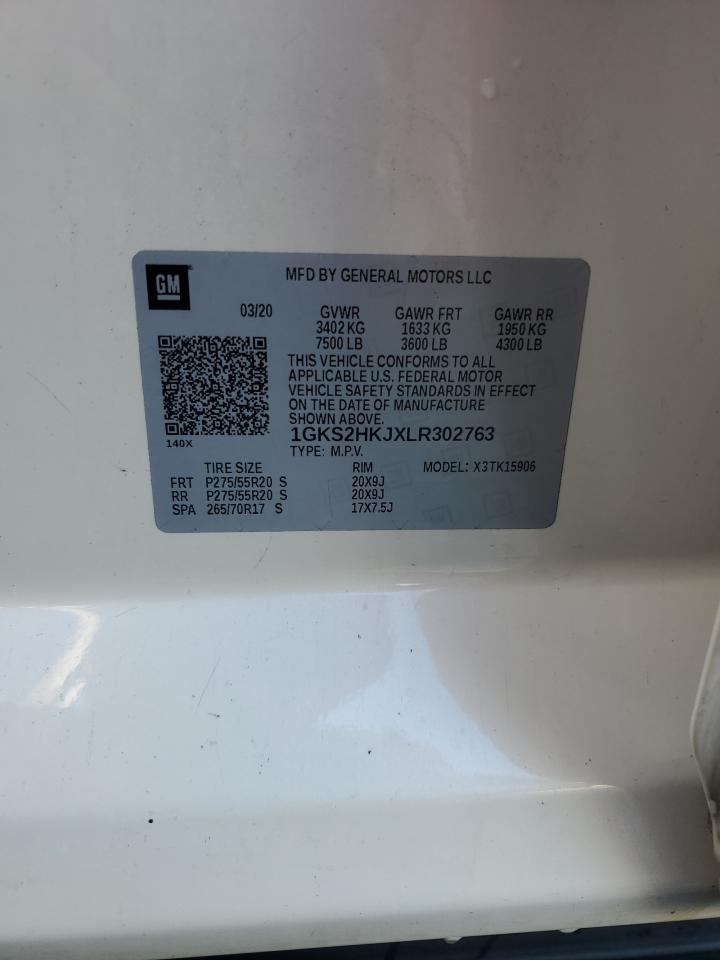 GM
MFD BY GENERAL MOTORS LLC
03/20 GVWR GAWR FRT GAWR RR
3402 KG 1633 KG 1950 KG
7500 LB 3600 LB 4300 LB
THIS VEHICLE CONFORMS TO ALL
APPLICABLE U.S. FEDERAL MOTOR
VEHICLE SAFETY STANDARDS IN EFFECT
ON THE DATE OF MANUFACTURE
SHOWN ABOVE.
1GKS2HKJXLR302763
140X
TYPE: M.P.V.
TIRE SIZE RIM MODEL: X3TK15906
FRT P275/55R20 S 20X9J
RR P275/55R20 S 20X9J
SPA 265/70R17 S 17X7.5J